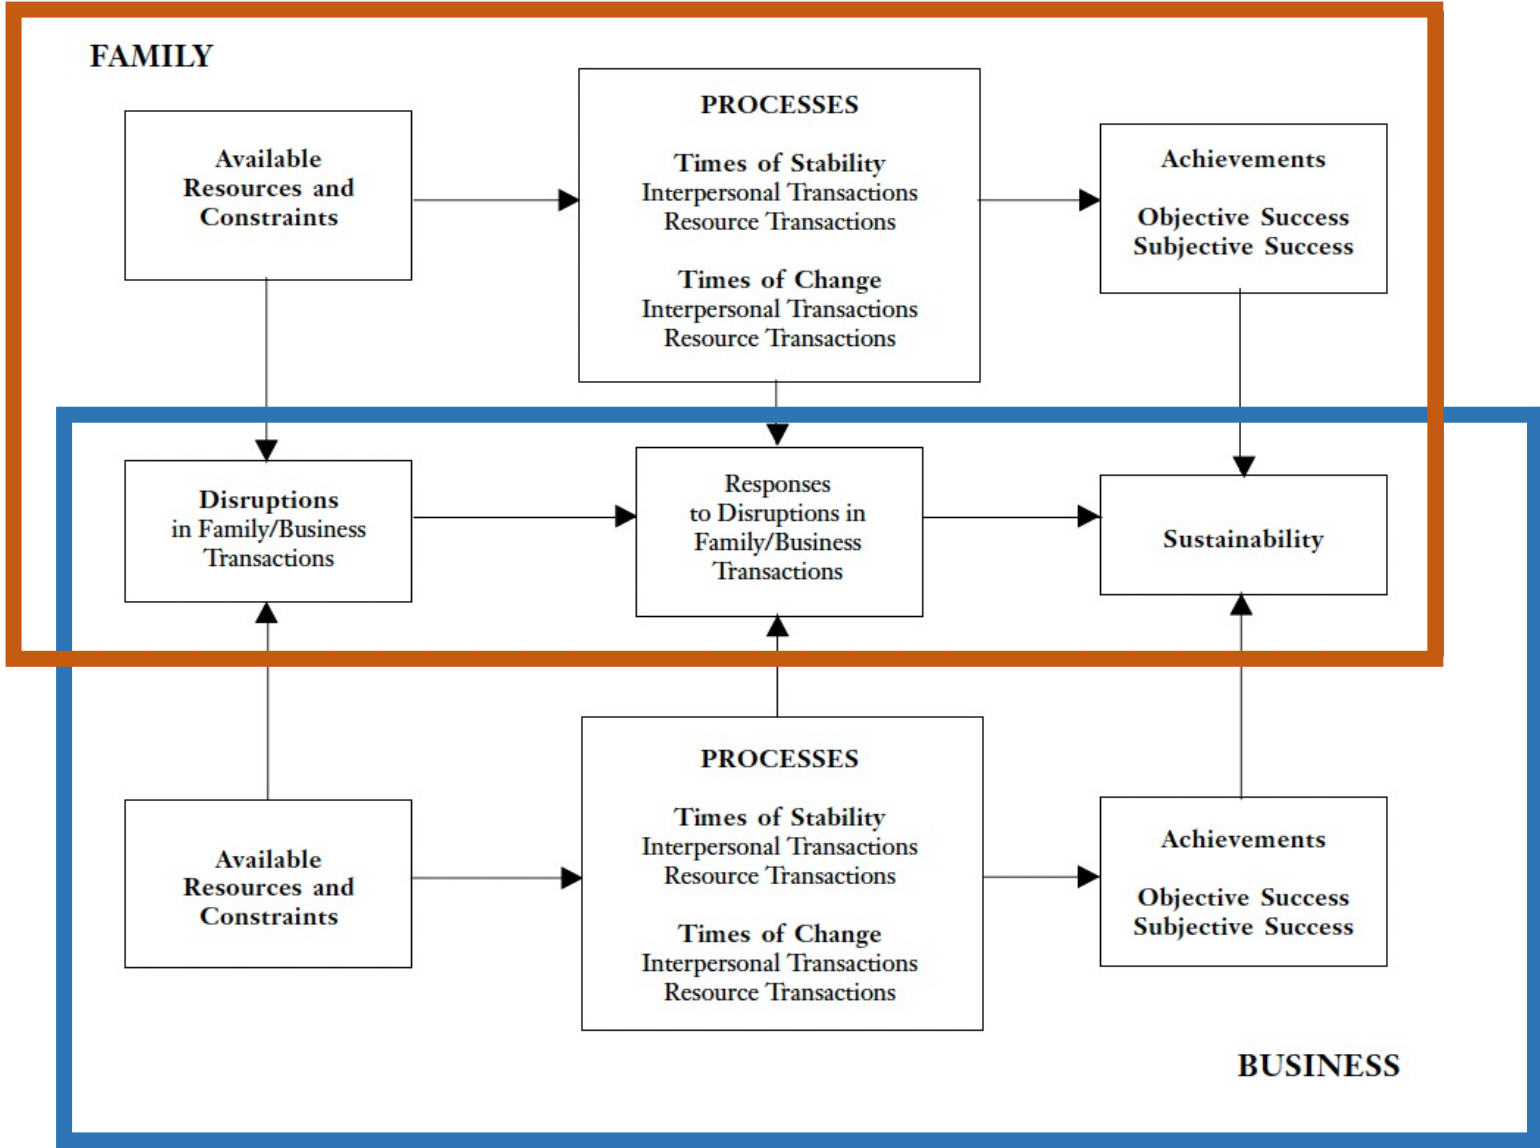 FAMILY
Available
Resources and
Constraints
PROCESSES
Times of Stability
Interpersonal Transactions
Resource Transactions
Times of Change
Interpersonal Transactions
Resource Transactions
Achievements
Objective Success
Subjective Success
Disruptions
in Family/Business
Transactions
Responses
to Disruptions in
Family/Business
Transactions
Sustainability
Available
Resources and
Constraints
PROCESSES
Times of Stability
Interpersonal Transactions
Resource Transactions
Times of Change
Interpersonal Transactions
Resource Transactions
Achievements
Objective Success
Subjective Success
BUSINESS